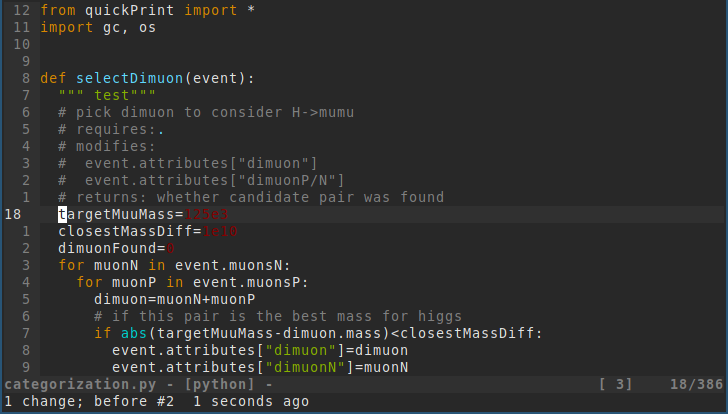 12 from quickPrint import *
11 import gc, os
10
9
8 def selectDimuon(event):
7   """ test"""
6   # pick dimuon to consider H->mumu
5   # requires:.
4   # modifies:
3   #  event.attributes["dimuon"]
2   #  event.attributes["dimuonP/N"]
1   # returns: whether candidate pair was found
18   targetMuuMass=125e3
1   closestMassDiff=1e10
2   dimuonFound=0
3   for muonN in event.muonsN:
4     for muonP in event.muonsP:
5       dimuon=muonN+muonP
6       # if this pair is the best mass for higgs
7       if abs(targetMuuMass-dimuon.mass)<closestMassDiff:
8         event.attributes["dimuon"]=dimuon
9         event.attributes["dimuonN"]=muonN
categorization.py - [python] - [ 3] 18/386
1 change; before #2  1 seconds ago